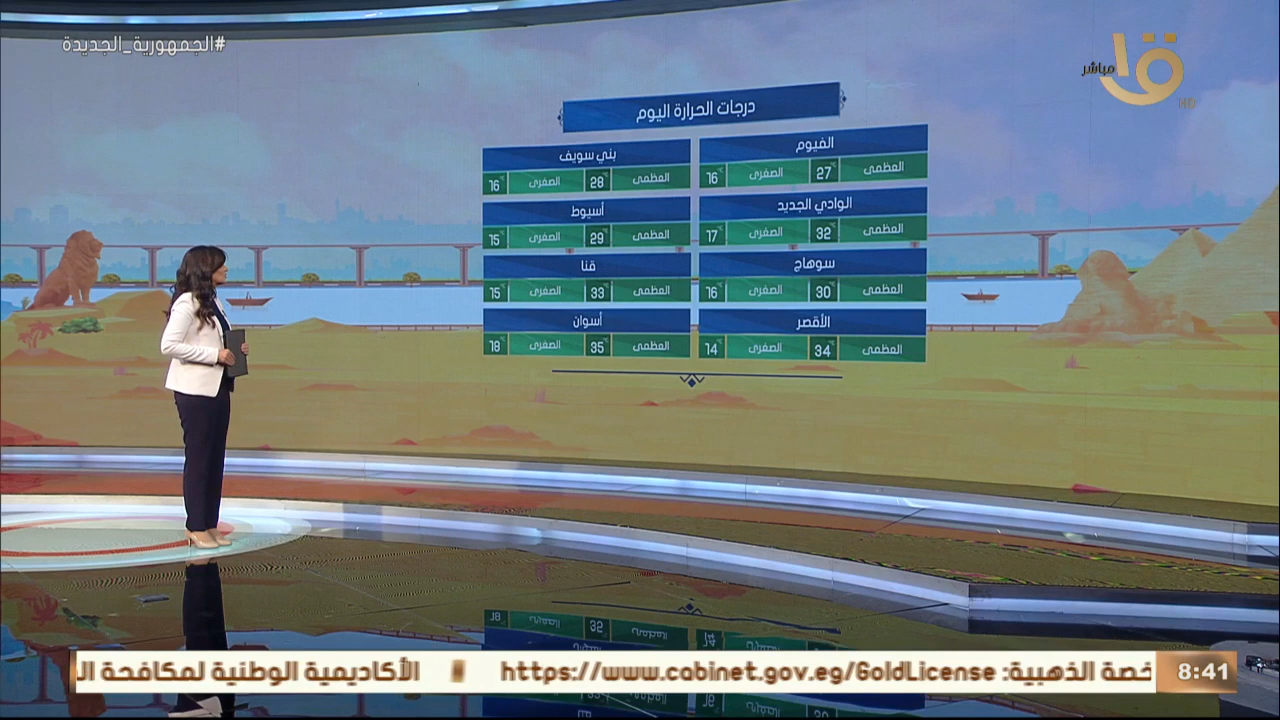 #الجمهورية_الجديدة
مباشر
HD
درجات الحرارة اليوم
الفيوم
العظمى 27°c الصغرى 16°c
بني سويف
العظمى 28°c الصغرى 16°c
الوادي الجديد
العظمى 32°c الصغرى 17°c
أسيوط
العظمى 29°c الصغرى 15°c
سوهاج
العظمى 30°c الصغرى 16°c
قنا
العظمى 33°c الصغرى 15°c
الأقصر
العظمى 34°c الصغرى 14°c
أسوان
العظمى 35°c الصغرى 18°c
8:41
خصة الذهبية: https://www.cabinet.gov.eg/GoldLicense
الأكاديمية الوطنية لمكافحة ال